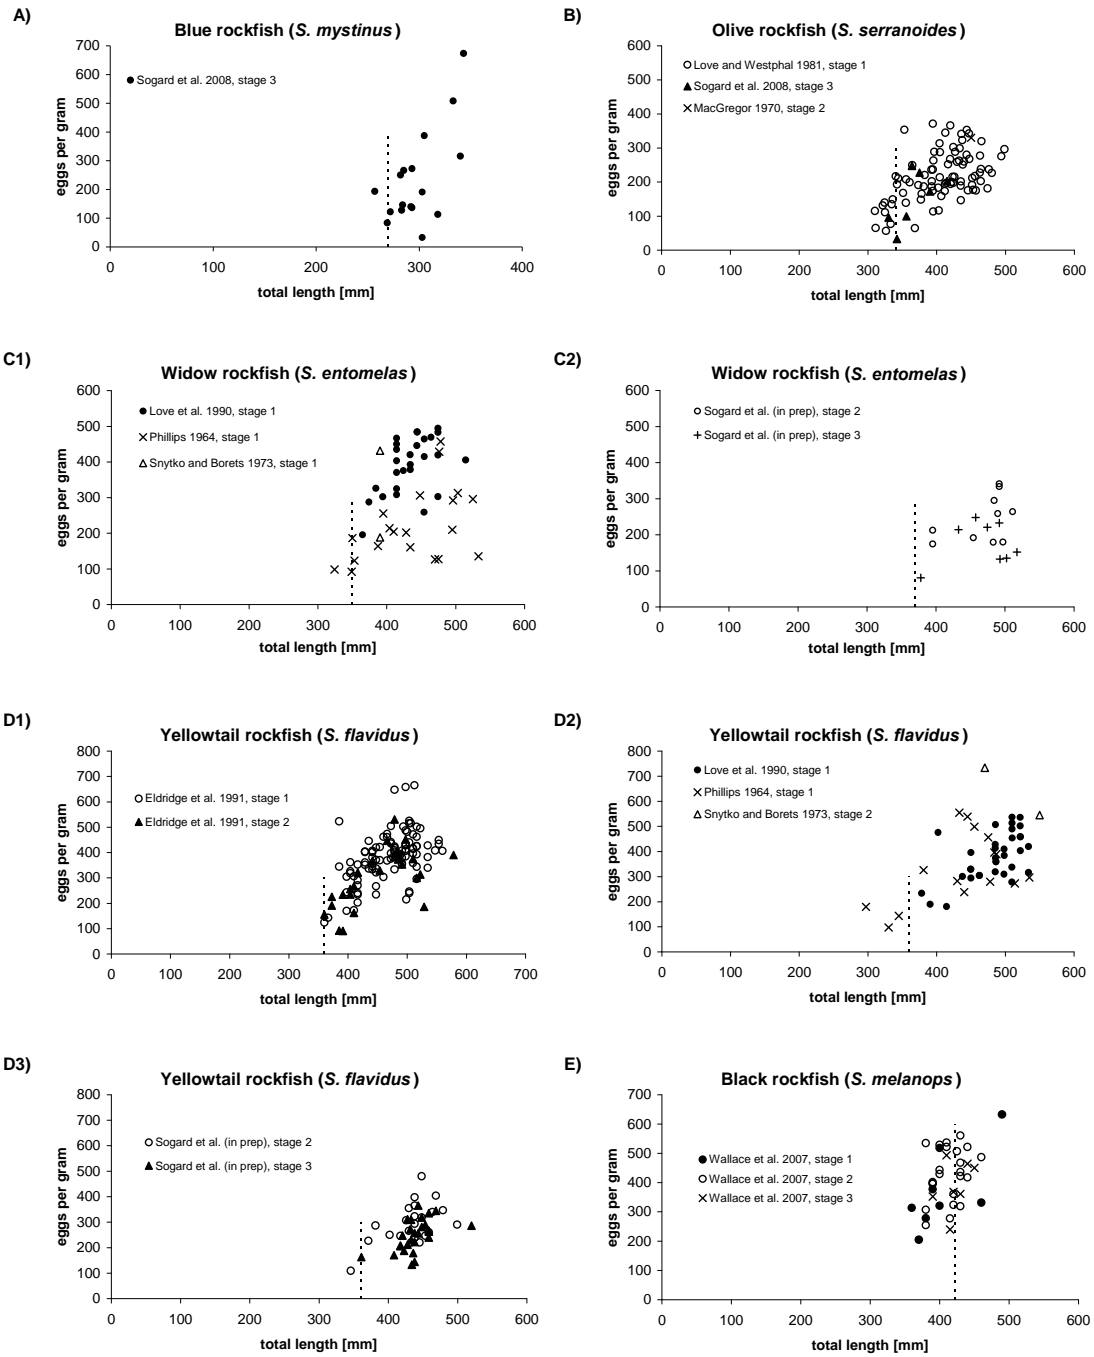 A)
Blue rockfish (S. mystinus)
700
600
500
400
300
200
100
0
eggs per gram
Sogard et al. 2008, stage 3
0 100 200 300 400
total length [mm]
B)
Olive rockfish (S. serranoides)
600
500
400
300
200
100
0
eggs per gram
Love and Westphal 1981, stage 1
Sogard et al. 2008, stage 3
MacGregor 1970, stage 2
0 100 200 300 400 500 600
total length [mm]
C1)
Widow rockfish (S. entomelas)
600
500
400
300
200
100
0
eggs per gram
Love et al. 1990, stage 1
Phillips 1964, stage 1
Snytko and Borets 1973, stage 1
0 100 200 300 400 500 600
total length [mm]
C2)
Widow rockfish (S. entomelas)
600
500
400
300
200
100
0
eggs per gram
Sogard et al. (in prep), stage 2
Sogard et al. (in prep), stage 3
0 100 200 300 400 500 600
total length [mm]
D1)
Yellowtail rockfish (S. flavidus)
800
700
600
500
400
300
200
100
0
eggs per gram
Eldridge et al. 1991, stage 1
Eldridge et al. 1991, stage 2
0 100 200 300 400 500 600 700
total length [mm]
D2)
Yellowtail rockfish (S. flavidus)
800
700
600
500
400
300
200
100
0
eggs per gram
Love et al. 1990, stage 1
Phillips 1964, stage 1
Snytko and Borets 1973, stage 2
0 100 200 300 400 500 600
total length [mm]
D3)
Yellowtail rockfish (S. flavidus)
800
700
600
500
400
300
200
100
0
eggs per gram
Sogard et al. (in prep), stage 2
Sogard et al. (in prep), stage 3
0 100 200 300 400 500 600
total length [mm]
E)
Black rockfish (S. melanops)
700
600
500
400
300
200
100
0
eggs per gram
Wallace et al. 2007, stage 1
Wallace et al. 2007, stage 2
Wallace et al. 2007, stage 3
0 100 200 300 400 500 600
total length [mm]